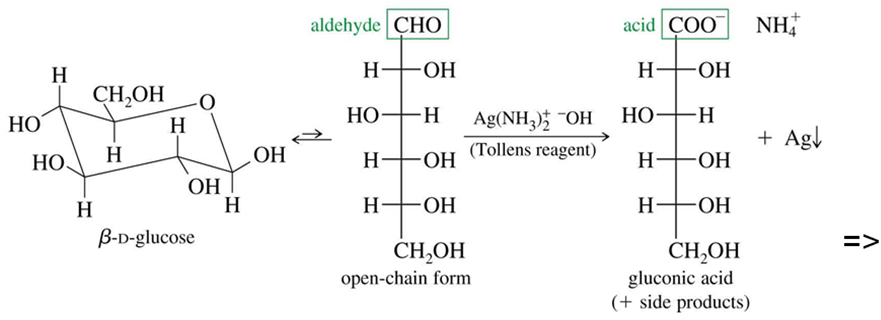 aldehyde CHO
acid COO⁻ NH₄⁺
H OH
H OH
HO H
HO H
H OH
H OH
H OH
H OH
CH₂OH
CH₂OH
H
CH₂OH O
HO H
HO H OH
OH
H H
β-D-glucose
Ag(NH₃)₂⁺ ⁻OH
(Tollens reagent)
+ Ag↓
open-chain form
gluconic acid
(+ side products)
=>